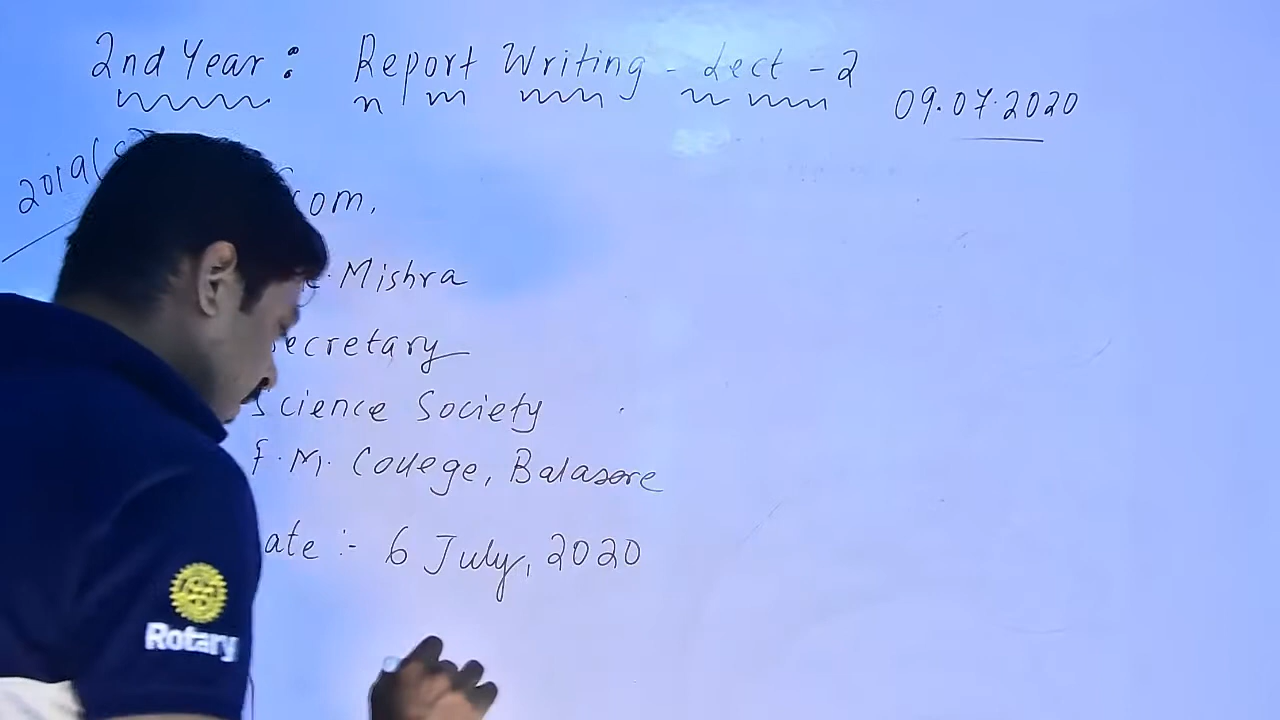 2nd Year : Report Writing - Lect - 2
09.07.2020
2019(S)
com,
Mishra
ecretary
Science Society
F.M. College, Balasore
ate :- 6 July, 2020
Rotary